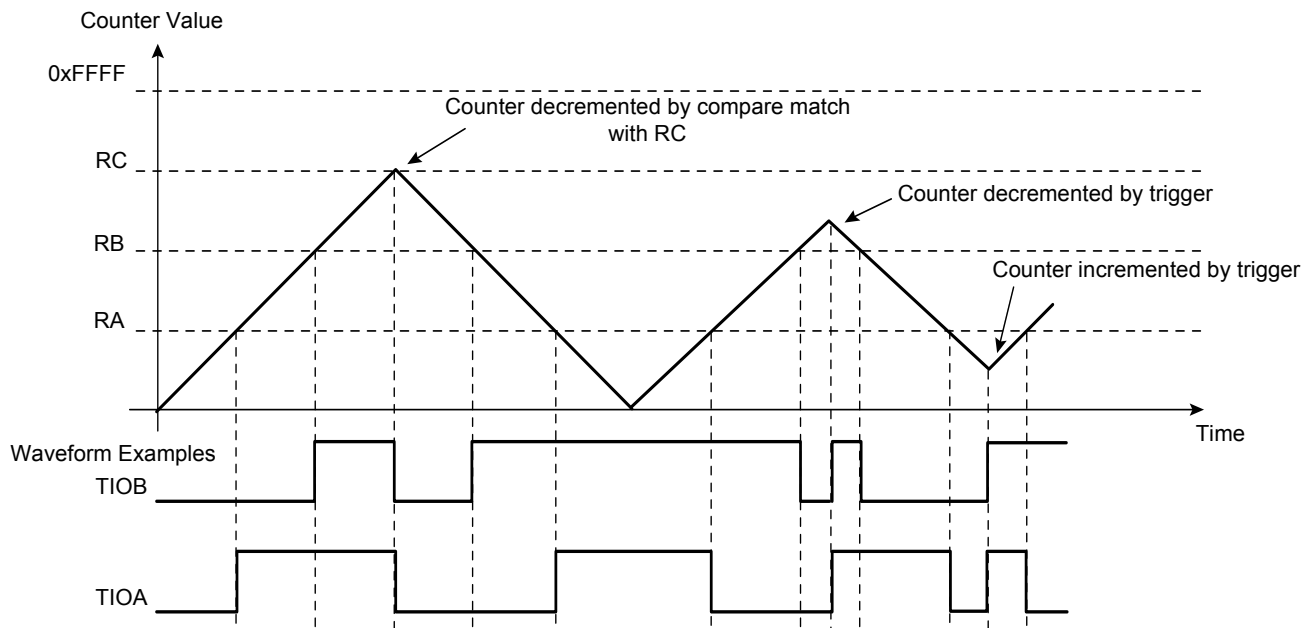 Counter Value
0xFFFF
Counter decremented by compare match
with RC
RC
Counter decremented by trigger
RB
Counter incremented by trigger
RA
Time
Waveform Examples
TIOB
TIOA